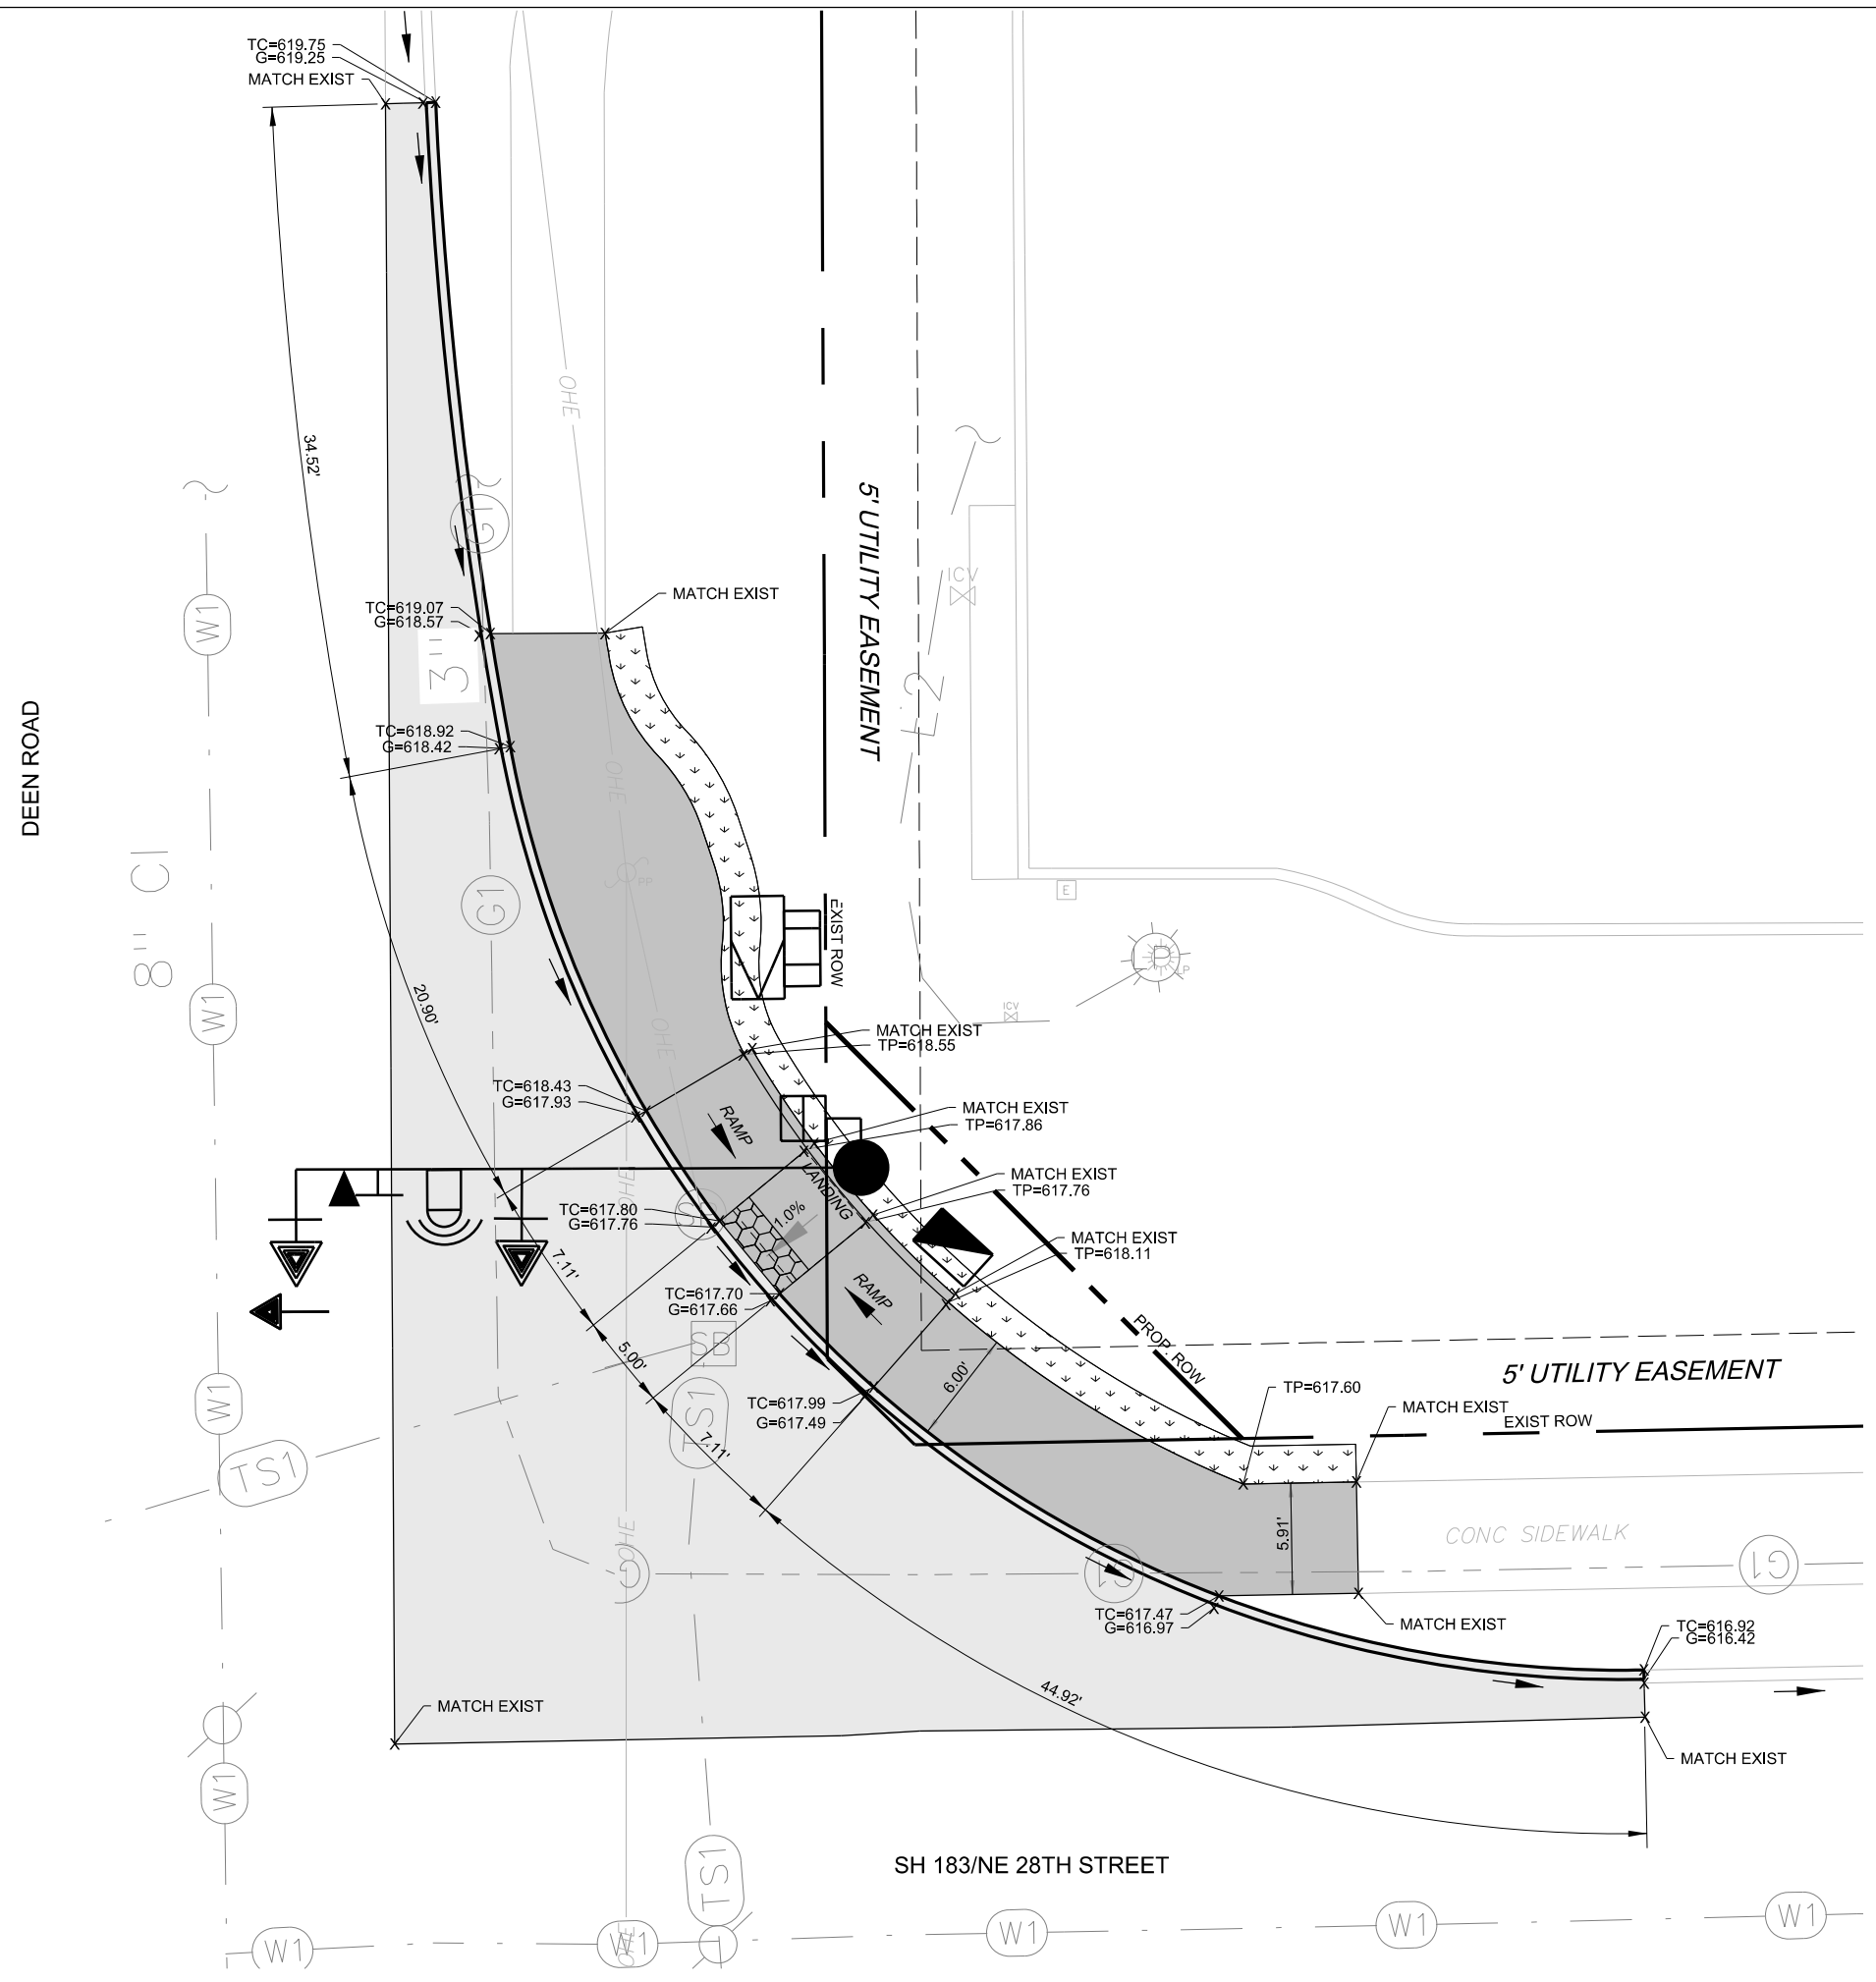 TC=619.75
G=619.25
MATCH EXIST
OHE
34.52'
5' UTILITY EASEMENT
G1
ICV
W1
TC=619.07
G=618.57
MATCH EXIST
3"
L2
DEEN ROAD
TC=618.92
G=618.42
OHE
8" CI
G1
PP
E
EXIST ROW
LP
W1
20.90'
ICV
OHE
MATCH EXIST
TP=618.55
TC=618.43
G=617.93
RAMP
MATCH EXIST
TP=617.86
LANDING
MATCH EXIST
TP=617.76
OHE
TC=617.80
G=617.76
1.0%
MATCH EXIST
TP=618.11
7.11'
RAMP
TC=617.70
G=617.66
SB
PROP. ROW
5.00'
6.00'
5' UTILITY EASEMENT
TP=617.60
W1
TS1
TC=617.99
G=617.49
MATCH EXIST
EXIST ROW
7.11'
TS1
5.91'
CONC SIDEWALK
OHE
G1
G1
TC=617.47
G=616.97
MATCH EXIST
TC=616.92
G=616.42
44.92'
MATCH EXIST
MATCH EXIST
W1
SH 183/NE 28TH STREET
TS1
W1
W1
W1
W1
W1